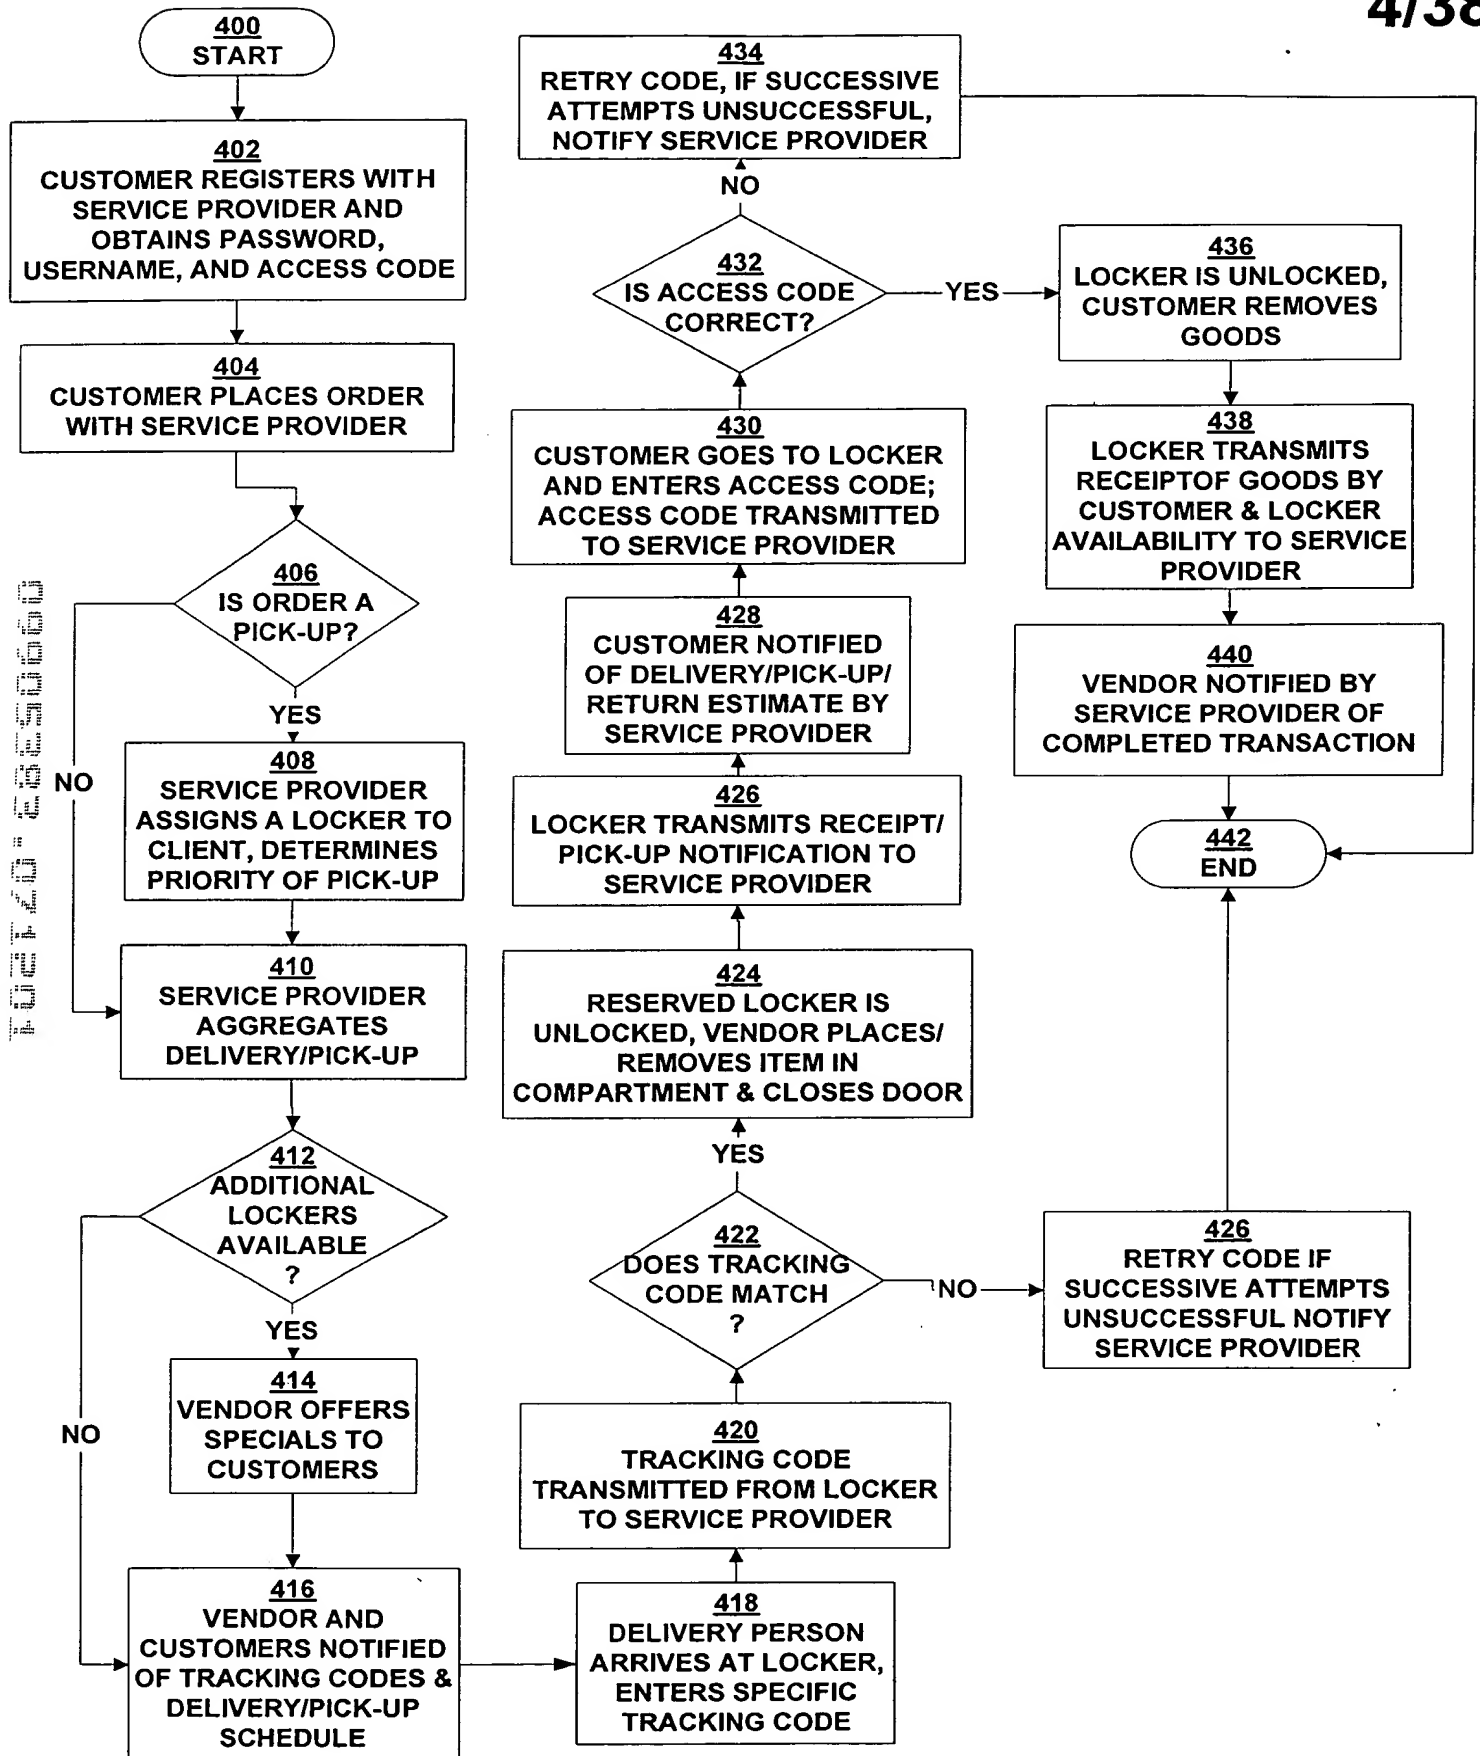 4/38
400
START
402
CUSTOMER REGISTERS WITH
SERVICE PROVIDER AND
OBTAINS PASSWORD,
USERNAME, AND ACCESS CODE
404
CUSTOMER PLACES ORDER
WITH SERVICE PROVIDER
406
IS ORDER A
PICK-UP?
YES
NO
408
SERVICE PROVIDER
ASSIGNS A LOCKER TO
CLIENT, DETERMINES
PRIORITY OF PICK-UP
410
SERVICE PROVIDER
AGGREGATES
DELIVERY/PICK-UP
412
ADDITIONAL
LOCKERS
AVAILABLE
?
YES
NO
414
VENDOR OFFERS
SPECIALS TO
CUSTOMERS
416
VENDOR AND
CUSTOMERS NOTIFIED
OF TRACKING CODES &
DELIVERY/PICK-UP
SCHEDULE
418
DELIVERY PERSON
ARRIVES AT LOCKER,
ENTERS SPECIFIC
TRACKING CODE
420
TRACKING CODE
TRANSMITTED FROM LOCKER
TO SERVICE PROVIDER
422
DOES TRACKING
CODE MATCH
?
NO
YES
426
RETRY CODE IF
SUCCESSIVE ATTEMPTS
UNSUCCESSFUL NOTIFY
SERVICE PROVIDER
424
RESERVED LOCKER IS
UNLOCKED, VENDOR PLACES/
REMOVES ITEM IN
COMPARTMENT & CLOSES DOOR
426
LOCKER TRANSMITS RECEIPT/
PICK-UP NOTIFICATION TO
SERVICE PROVIDER
428
CUSTOMER NOTIFIED
OF DELIVERY/PICK-UP/
RETURN ESTIMATE BY
SERVICE PROVIDER
430
CUSTOMER GOES TO LOCKER
AND ENTERS ACCESS CODE;
ACCESS CODE TRANSMITTED
TO SERVICE PROVIDER
432
IS ACCESS CODE
CORRECT?
NO
YES
434
RETRY CODE, IF SUCCESSIVE
ATTEMPTS UNSUCCESSFUL,
NOTIFY SERVICE PROVIDER
436
LOCKER IS UNLOCKED,
CUSTOMER REMOVES
GOODS
438
LOCKER TRANSMITS
RECEIPTOF GOODS BY
CUSTOMER & LOCKER
AVAILABILITY TO SERVICE
PROVIDER
440
VENDOR NOTIFIED BY
SERVICE PROVIDER OF
COMPLETED TRANSACTION
442
END